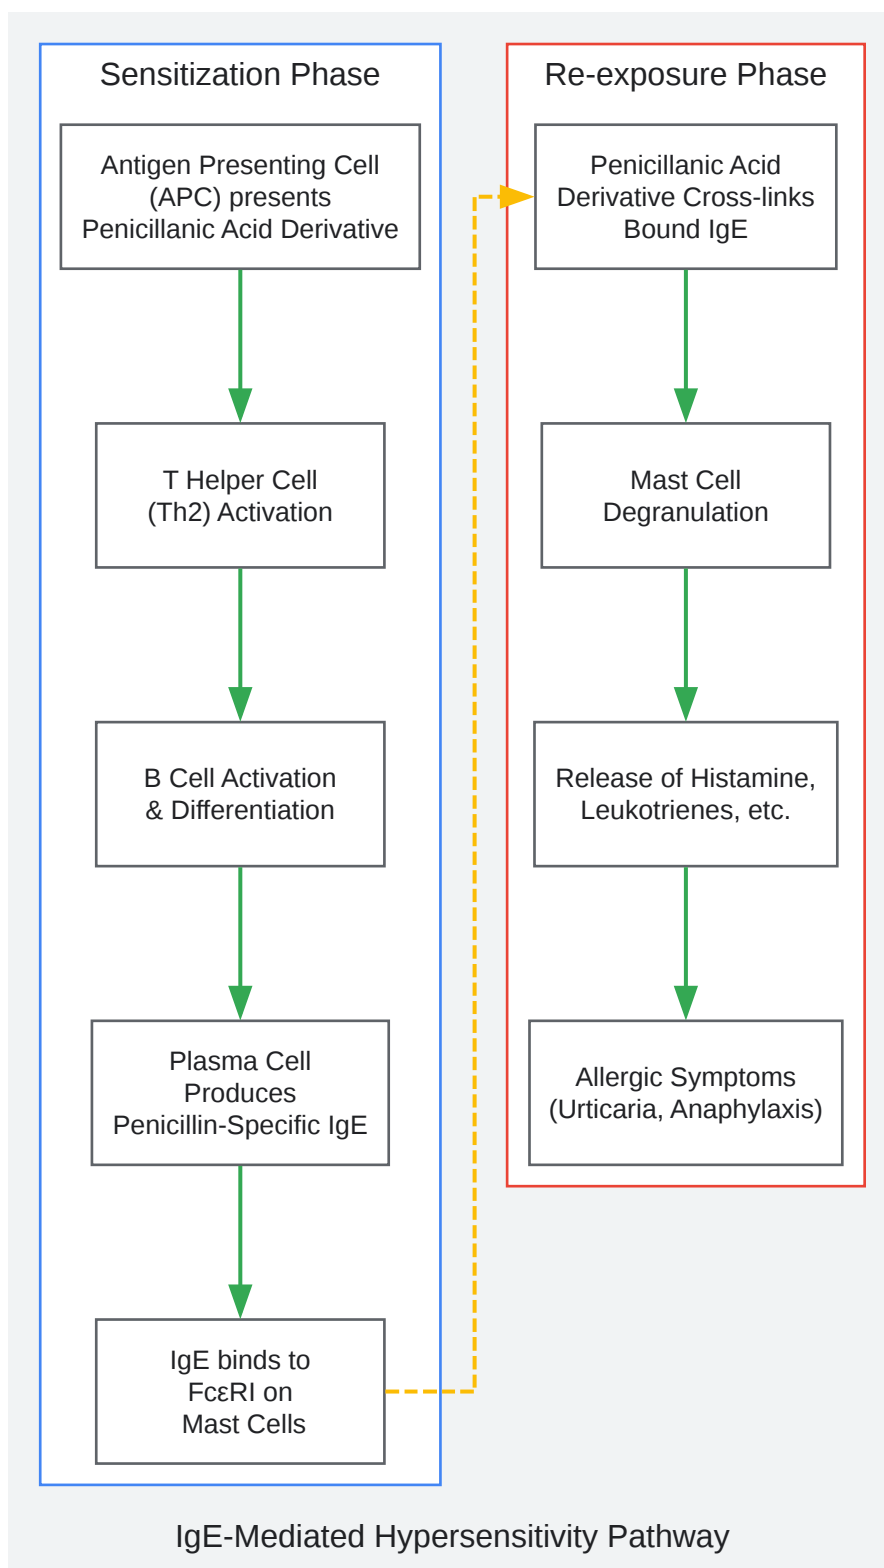 Sensitization Phase
Antigen Presenting Cell
(APC) presents
Penicillanic Acid Derivative
T Helper Cell
(Th2) Activation
B Cell Activation
& Differentiation
Plasma Cell
Produces
Penicillin-Specific IgE
IgE binds to
FcεRI on
Mast Cells
Re-exposure Phase
Penicillanic Acid
Derivative Cross-links
Bound IgE
Mast Cell
Degranulation
Release of Histamine,
Leukotrienes, etc.
Allergic Symptoms
(Urticaria, Anaphylaxis)
IgE-Mediated Hypersensitivity Pathway